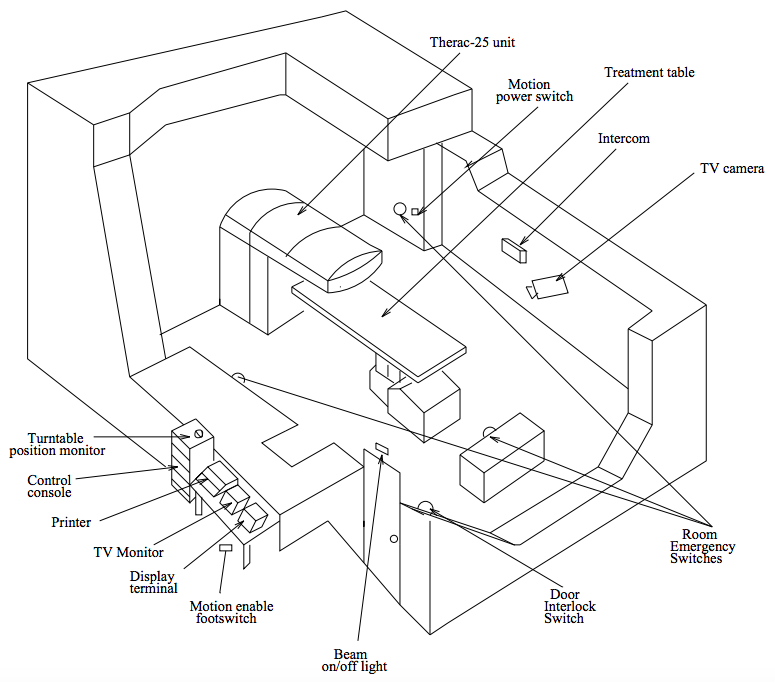 Therac-25 unit
Treatment table
Motion
power switch
Intercom
TV camera
Turntable
position monitor
Control
console
Printer
TV Monitor
Display
terminal
Motion enable
footswitch
Beam
on/off light
Door
Interlock
Switch
Room
Emergency
Switches